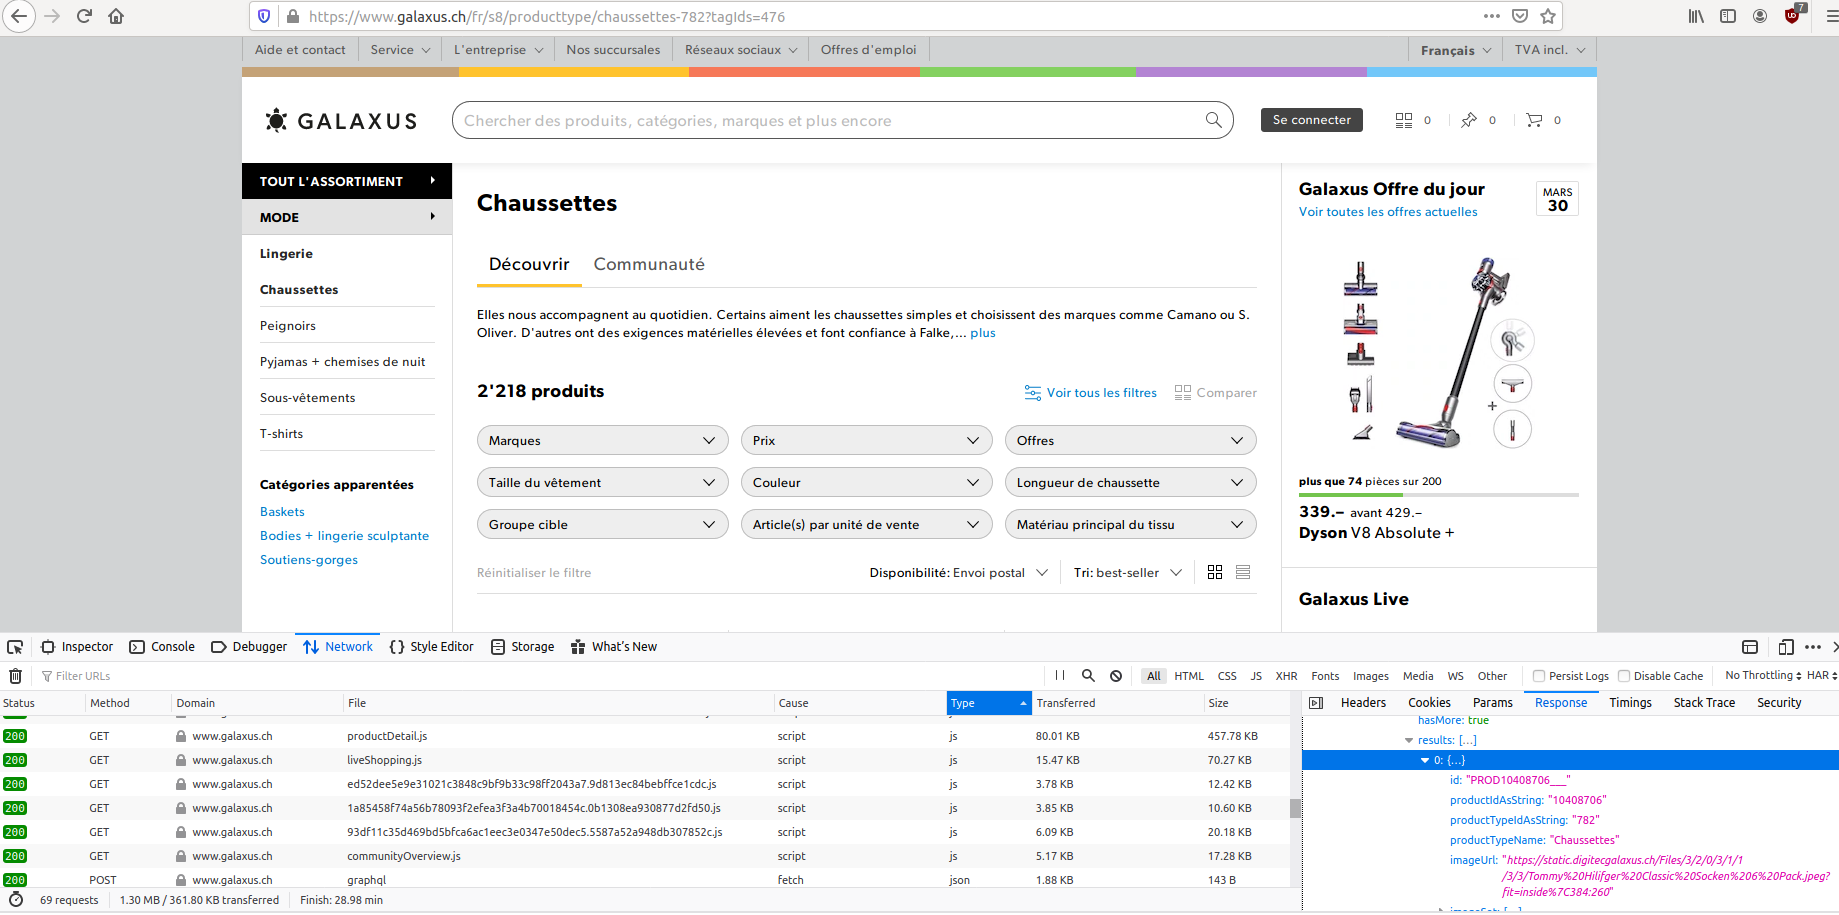 https://www.galaxus.ch/fr/s8/producttype/chaussettes-782?tagIds=476
7
Aide et contact Service L'entreprise Nos succursales Réseaux sociaux Offres d'emploi Français TVA incl.
GALAXUS Chercher des produits, catégories, marques et plus encore Se connecter 0 0 0
TOUT L'ASSORTIMENT
MODE
Lingerie
Chaussettes
Peignoirs
Pyjamas + chemises de nuit
Sous-vêtements
T-shirts
Catégories apparentées
Baskets
Bodies + lingerie sculptante
Soutiens-gorges
Chaussettes
Découvrir Communauté
Elles nous accompagnent au quotidien. Certains aiment les chaussettes simples et choisissent des marques comme Camano ou S.
Oliver. D'autres ont des exigences matérielles élevées et font confiance à Falke,... plus
2'218 produits Voir tous les filtres Comparer
Marques Prix Offres
Taille du vêtement Couleur Longueur de chaussette
Groupe cible Article(s) par unité de vente Matériau principal du tissu
Réinitialiser le filtre Disponibilité: Envoi postal Tri: best-seller
Galaxus Offre du jour
Voir toutes les offres actuelles
MARS
30
+
plus que 74 pièces sur 200
339.– avant 429.–
Dyson V8 Absolute +
Galaxus Live
Inspector Console Debugger Network Style Editor Storage What's New
Filter URLs All HTML CSS JS XHR Fonts Images Media WS Other Persist Logs Disable Cache No Throttling HAR
Status Method Domain File Cause Type Transferred Size
200 GET www.galaxus.ch productDetail.js script js 80.01 KB 457.78 KB
200 GET www.galaxus.ch liveShopping.js script js 15.47 KB 70.27 KB
200 GET www.galaxus.ch ed52dee5e9e31021c3848c9bf9b33c98ff2043a7.9d813ec84bebffce1cdc.js script js 3.78 KB 12.42 KB
200 GET www.galaxus.ch 1a85458f74a56b78093f2efea3f3a4b70018454c.0b1308ea930877d2fd50.js script js 3.85 KB 10.60 KB
200 GET www.galaxus.ch 93df11c35d469bd5bfca6ac1eec3e0347e50dec5.5587a52a948db307852c.js script js 6.09 KB 20.18 KB
200 GET www.galaxus.ch communityOverview.js script js 5.17 KB 17.28 KB
200 POST www.galaxus.ch graphql fetch json 1.88 KB 143 B
69 requests 1.30 MB / 361.80 KB transferred Finish: 28.98 min
Headers Cookies Params Response Timings Stack Trace Security
hasMore: true
results: […]
0: {…}
id: "PROD10408706___"
productIdAsString: "10408706"
productTypeIdAsString: "782"
productTypeName: "Chaussettes"
imageUrl: "https://static.digitecgalaxus.ch/Files/3/2/0/3/1/1
/3/3/Tommy%20Hilifger%20Classic%20Socken%206%20Pack.jpeg?
fit=inside%7C384:260"